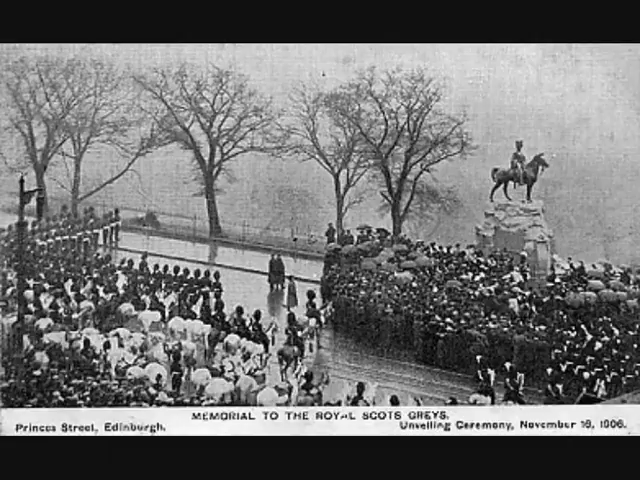 MEMORIAL TO THE ROYAL SCOTS GREYS.
Princes Street, Edinburgh.
Unveiling Ceremony, November 16, 1906.